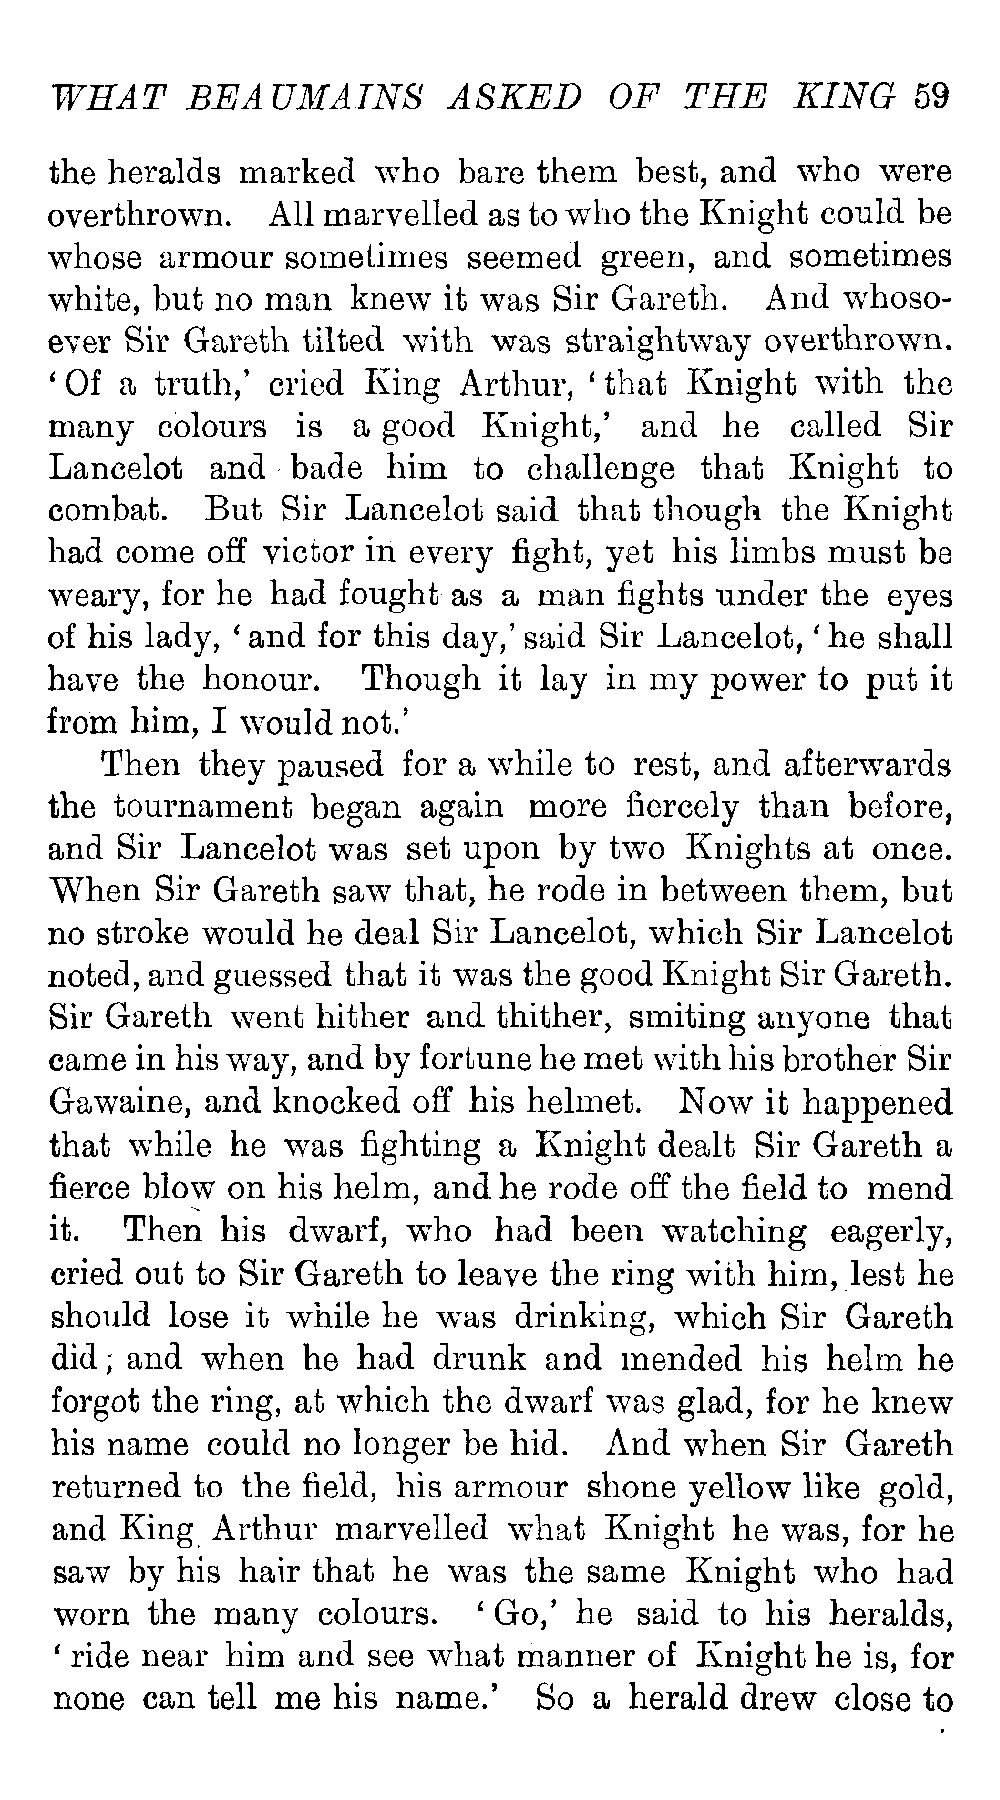 WHAT BEAUMAINS ASKED OF THE KING 59
the heralds marked who bare them best, and who were
overthrown. All marvelled as to who the Knight could be
whose armour sometimes seemed green, and sometimes
white, but no man knew it was Sir Gareth. And whoso-
ever Sir Gareth tilted with was straightway overthrown.
‘Of a truth,’ cried King Arthur, ‘that Knight with the
many colours is a good Knight,’ and he called Sir
Lancelot and bade him to challenge that Knight to
combat. But Sir Lancelot said that though the Knight
had come off victor in every fight, yet his limbs must be
weary, for he had fought as a man fights under the eyes
of his lady, ‘and for this day,’ said Sir Lancelot, ‘he shall
have the honour. Though it lay in my power to put it
from him, I would not.’
Then they paused for a while to rest, and afterwards
the tournament began again more fiercely than before,
and Sir Lancelot was set upon by two Knights at once.
When Sir Gareth saw that, he rode in between them, but
no stroke would he deal Sir Lancelot, which Sir Lancelot
noted, and guessed that it was the good Knight Sir Gareth.
Sir Gareth went hither and thither, smiting anyone that
came in his way, and by fortune he met with his brother Sir
Gawaine, and knocked off his helmet. Now it happened
that while he was fighting a Knight dealt Sir Gareth a
fierce blow on his helm, and he rode off the field to mend
it. Then his dwarf, who had been watching eagerly,
cried out to Sir Gareth to leave the ring with him, lest he
should lose it while he was drinking, which Sir Gareth
did; and when he had drunk and mended his helm he
forgot the ring, at which the dwarf was glad, for he knew
his name could no longer be hid. And when Sir Gareth
returned to the field, his armour shone yellow like gold,
and King Arthur marvelled what Knight he was, for he
saw by his hair that he was the same Knight who had
worn the many colours. ‘Go,’ he said to his heralds,
‘ride near him and see what manner of Knight he is, for
none can tell me his name.’ So a herald drew close to